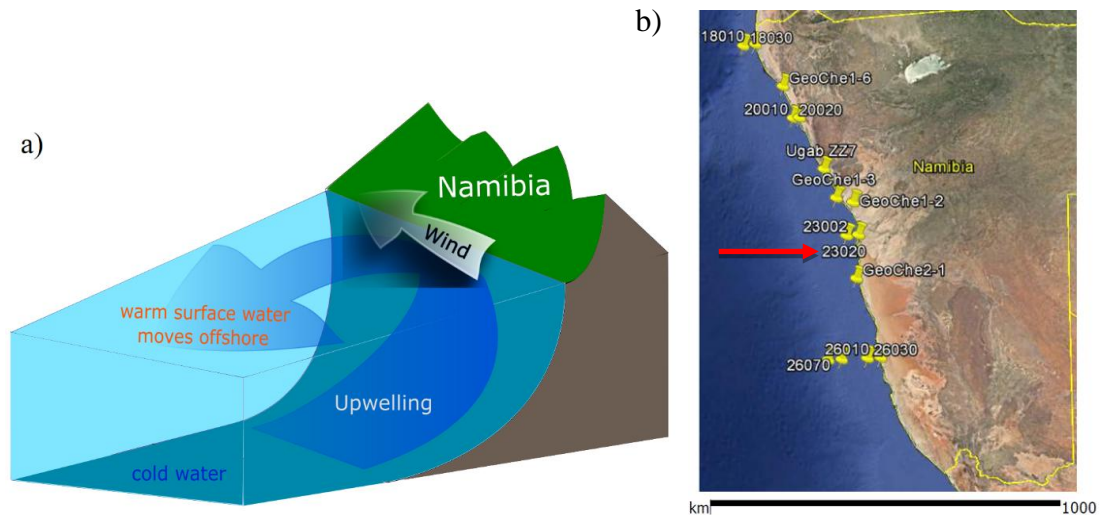 a)
Namibia
Wind
warm surface water
moves offshore
Upwelling
cold water
b)
18010 18030
GeoChe1-6
20010 20020
Ugab ZZ7
Namibia
GeoChe1-3
GeoChe1-2
23002
23020
GeoChe2-1
26010 26030
26070
km 1000